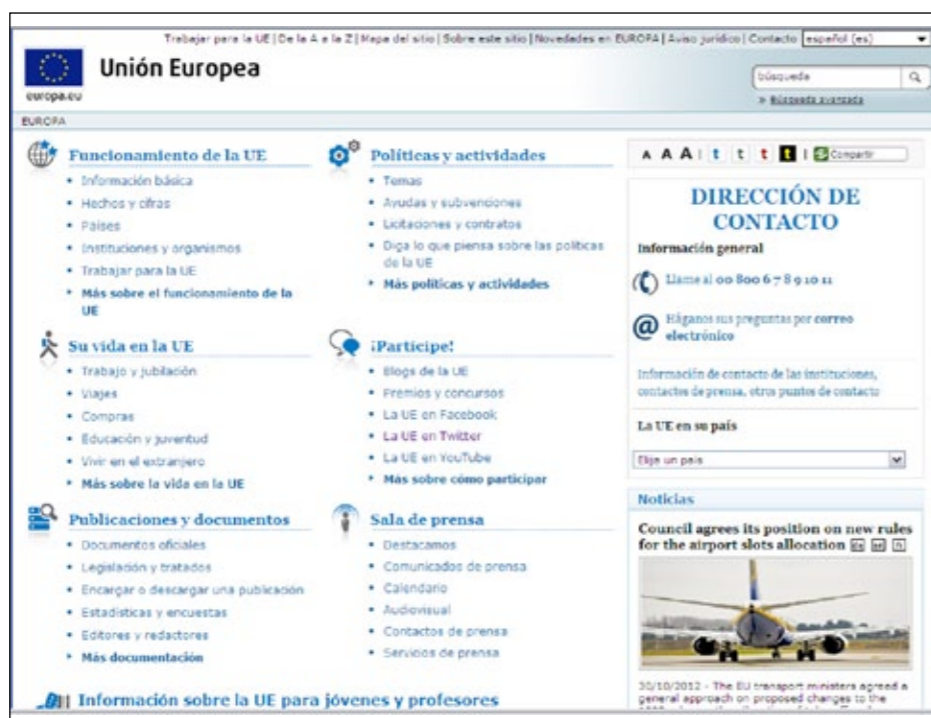 Trabajar para la UE | De la A a la Z | Mapa del sitio | Sobre este sitio | Novedades en EUROPA | Aviso jurídico | Contacto español (es)
Unión Europea
europa.eu
búsqueda
» Búsqueda avanzada
EUROPA
Funcionamiento de la UE
• Información básica
• Hechos y cifras
• Países
• Instituciones y organismos
• Trabajar para la UE
Más sobre el funcionamiento de la
UE
Políticas y actividades
• Temas
• Ayudas y subvenciones
• Licitaciones y contratos
• Diga lo que piensa sobre las políticas
de la UE
Más políticas y actividades
Su vida en la UE
• Trabajo y jubilación
• Viajes
• Compras
• Educación y juventud
• Vivir en el extranjero
Más sobre la vida en la UE
¡Participe!
• Blogs de la UE
• Premios y concursos
• La UE en Facebook
• La UE en Twitter
• La UE en YouTube
Más sobre cómo participar
Publicaciones y documentos
• Documentos oficiales
• Legislación y tratados
• Encargar o descargar una publicación
• Estadísticas y encuestas
• Editores y redactores
Más documentación
Sala de prensa
• Destacamos
• Comunicados de prensa
• Calendario
• Audiovisual
• Contactos de prensa
• Servicios de prensa
Información sobre la UE para jóvenes y profesores
A A A | t t t t | Compartir
DIRECCIÓN DE
CONTACTO
Información general
Llame al 00 800 6 7 8 9 10 11
@ Háganos sus preguntas por correo
electrónico
Información de contacto de las instituciones,
contactos de prensa, otros puntos de contacto
La UE en su país
Elija un país
Noticias
Council agrees its position on new rules
for the airport slots allocation
30/10/2012 - The EU transport ministers agreed a
general approach on proposed changes to the